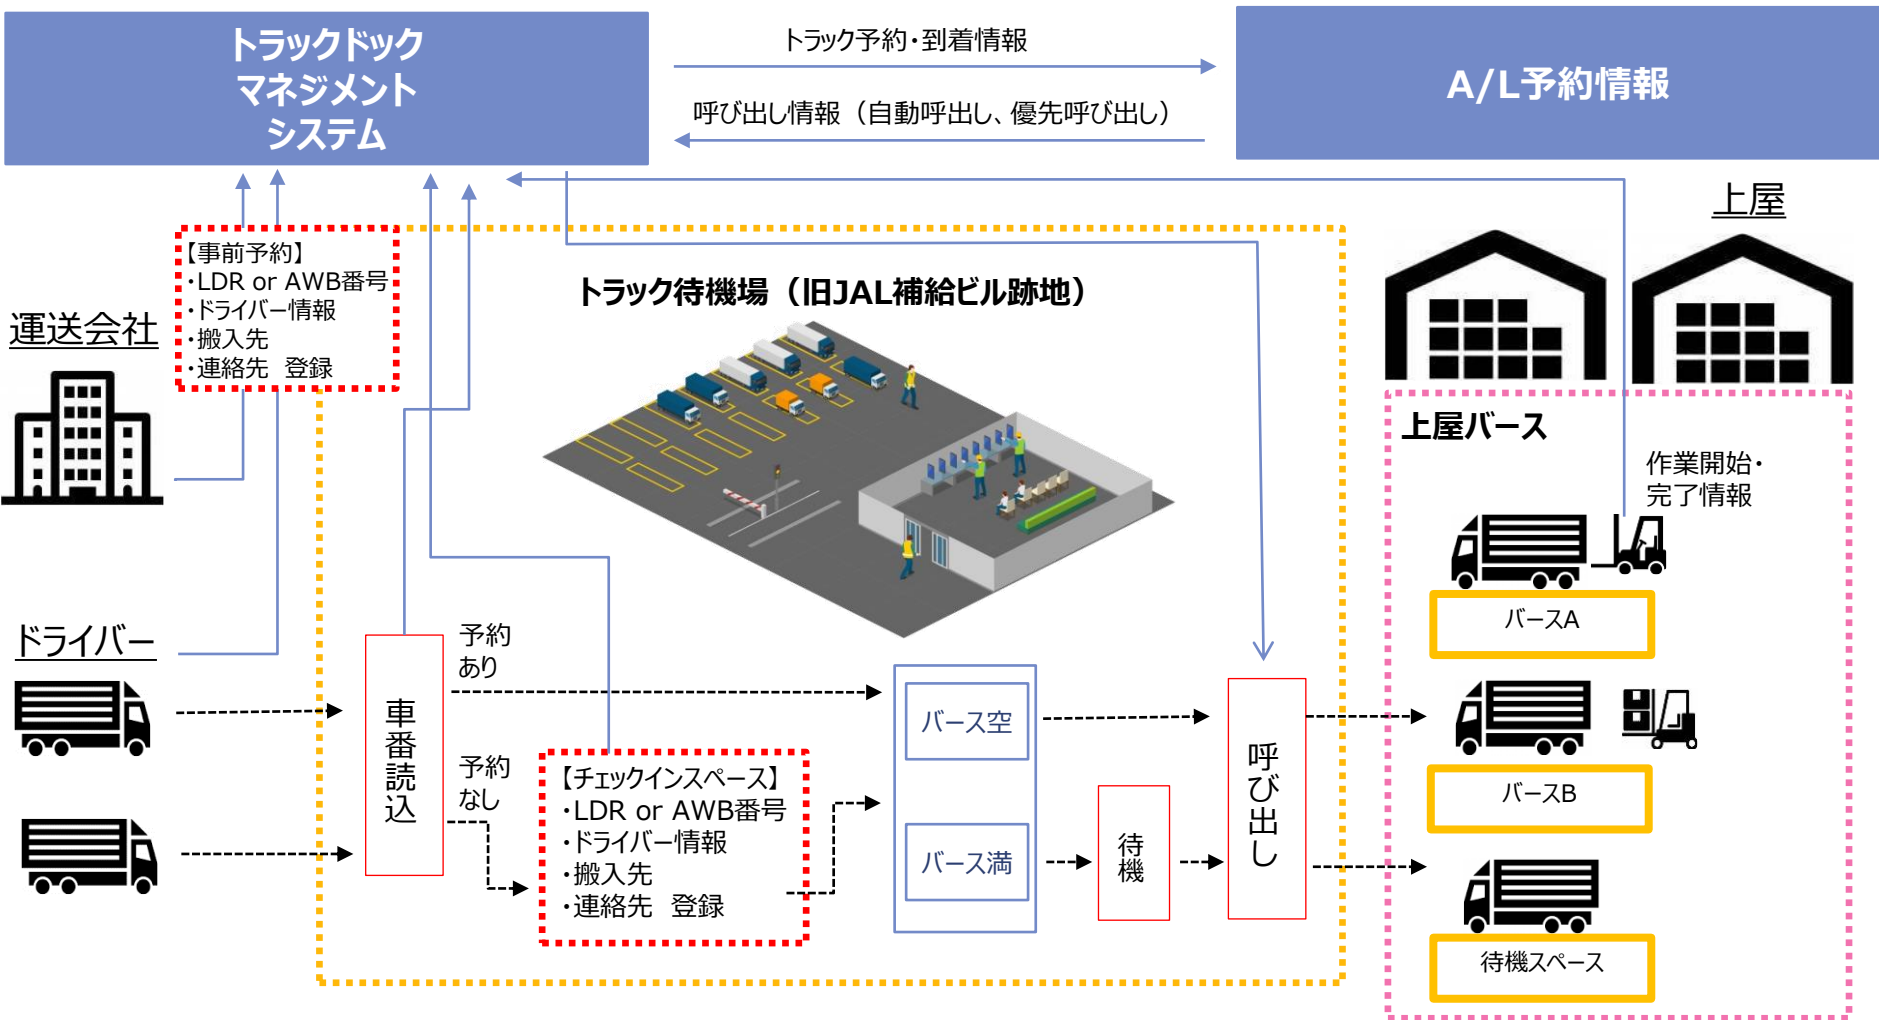 トラックドック
マネジメント
システム
トラック予約・到着情報
呼び出し情報（自動呼出し、優先呼び出し）
A/L予約情報
上屋
【事前予約】
・LDR or AWB番号
・ドライバー情報
・搬入先
・連絡先　登録
運送会社
トラック待機場（旧JAL補給ビル跡地）
上屋バース
作業開始・
完了情報
バースA
ドライバー
車番読込
予約
あり
予約
なし
【チェックインスペース】
・LDR or AWB番号
・ドライバー情報
・搬入先
・連絡先　登録
バース空
バース満
待機
呼び出し
バースB
待機スペース